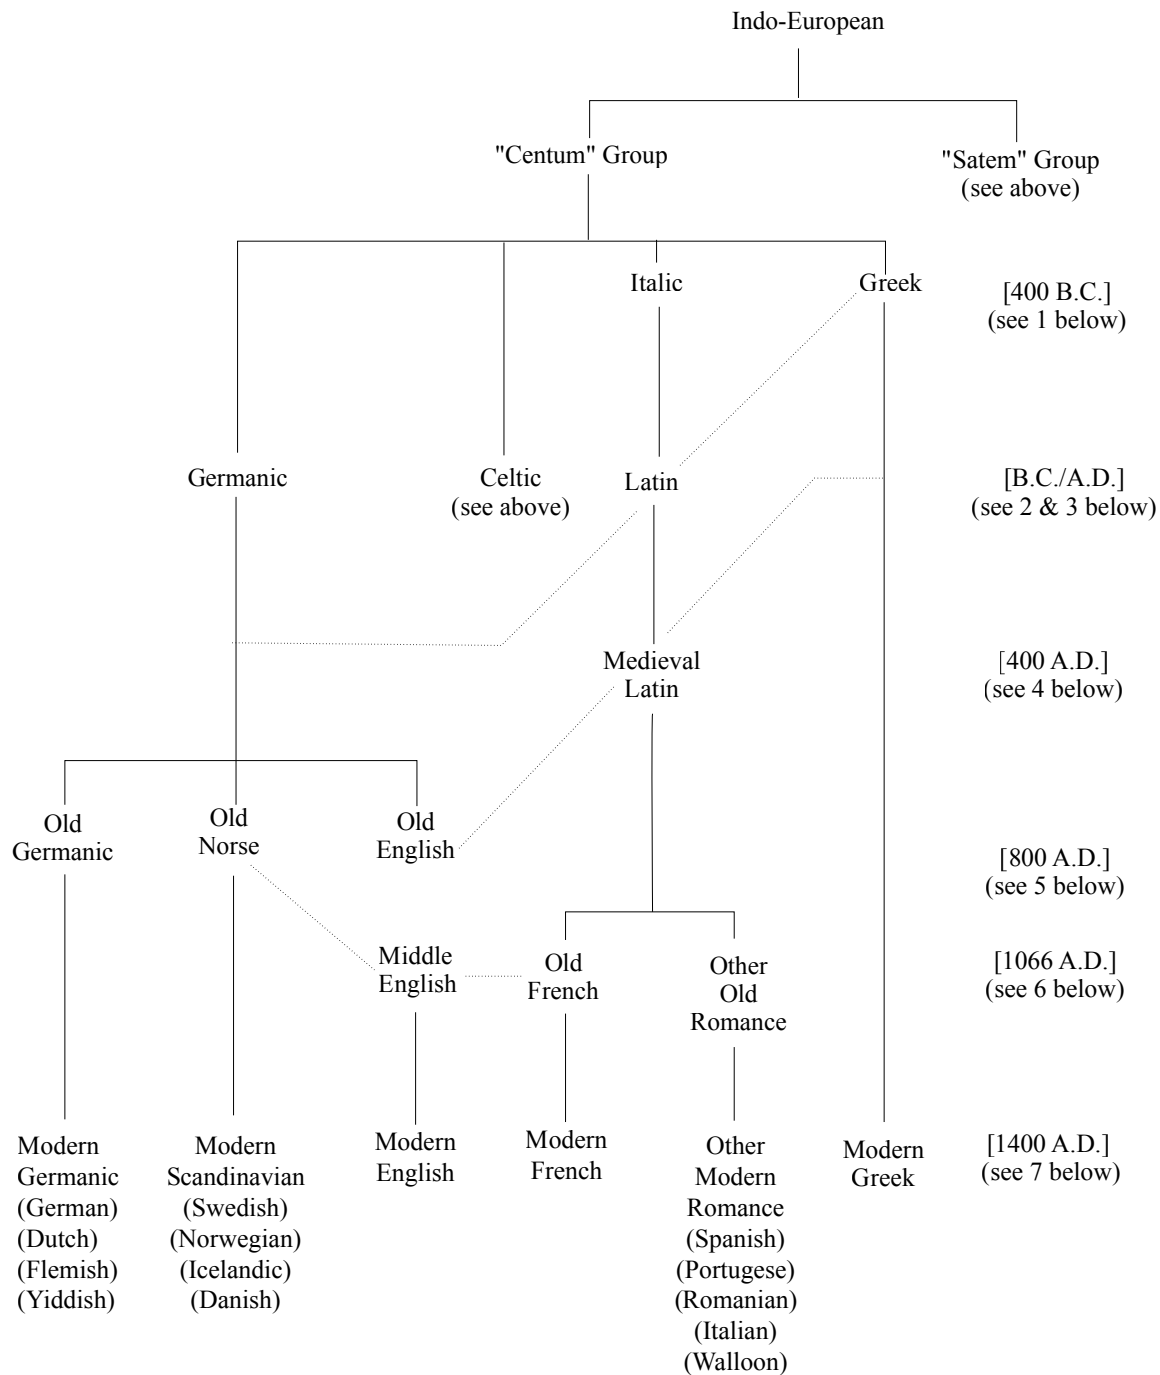 Indo-European
"Centum" Group
"Satem" Group
(see above)
Italic
Greek
[400 B.C.]
(see 1 below)
Germanic
Celtic
(see above)
Latin
[B.C./A.D.]
(see 2 & 3 below)
Medieval
Latin
[400 A.D.]
(see 4 below)
Old
Germanic
Old
Norse
Old
English
[800 A.D.]
(see 5 below)
Middle
English
Old
French
Other
Old
Romance
[1066 A.D.]
(see 6 below)
Modern
Germanic
(German)
(Dutch)
(Flemish)
(Yiddish)
Modern
Scandinavian
(Swedish)
(Norwegian)
(Icelandic)
(Danish)
Modern
English
Modern
French
Other
Modern
Romance
(Spanish)
(Portugese)
(Romanian)
(Italian)
(Walloon)
Modern
Greek
[1400 A.D.]
(see 7 below)